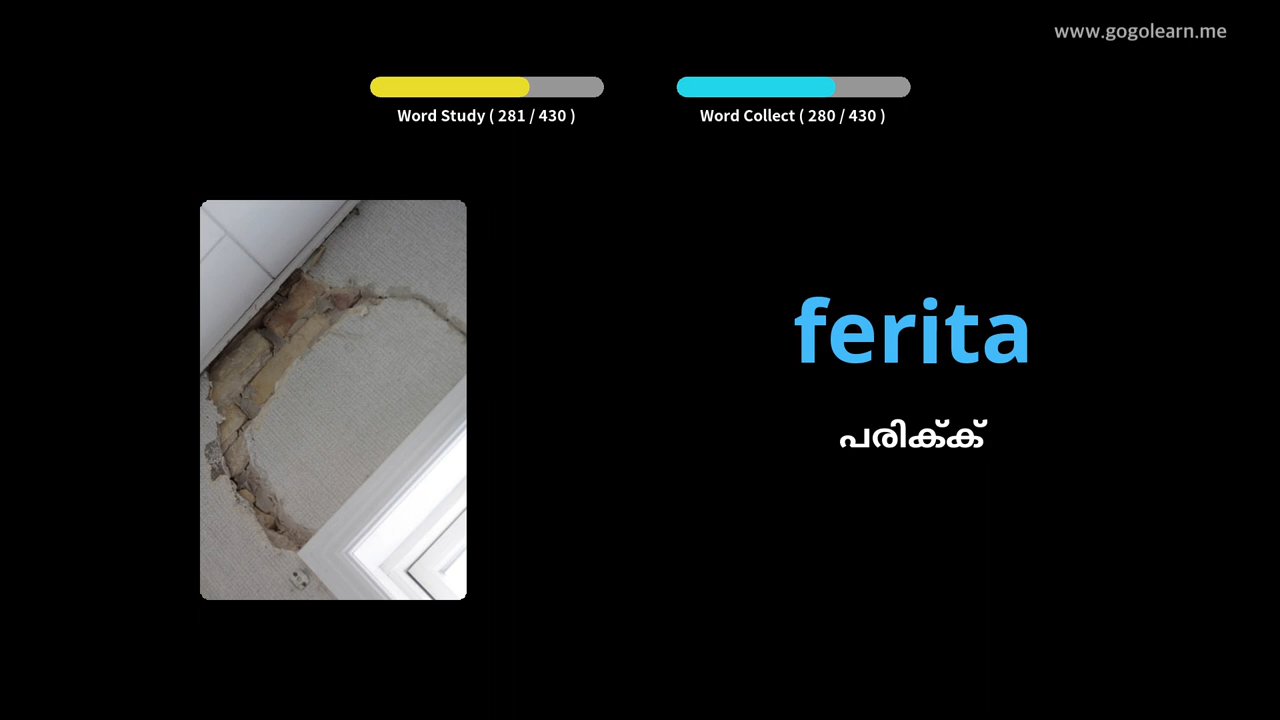 www.gogolearn.me
Word Study ( 281 / 430 )
Word Collect ( 280 / 430 )
ferita
പരിക്ക്